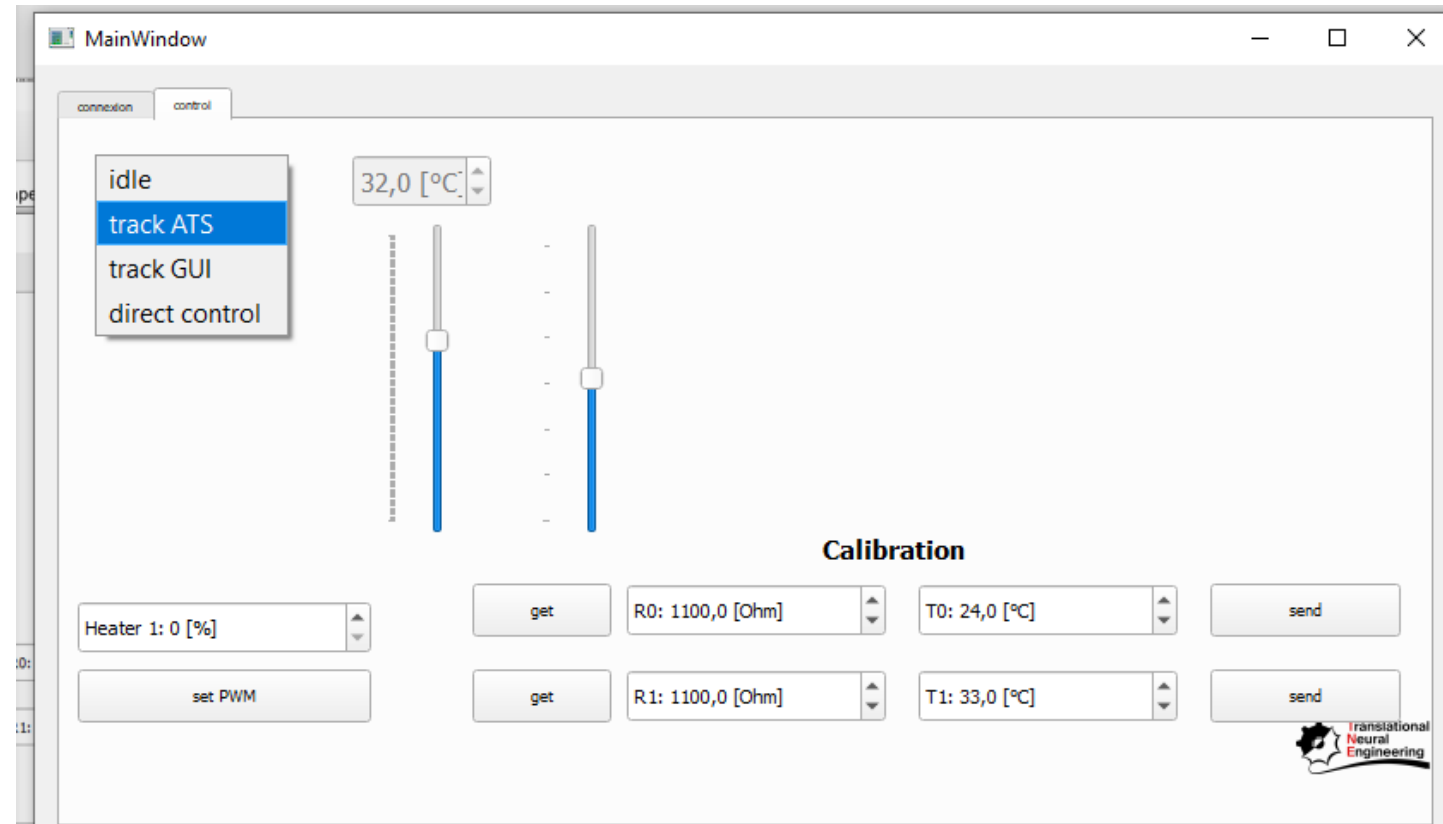 MainWindow
connexion
control
idle
track ATS
track GUI
direct control
32,0 [°C]
Calibration
Heater 1: 0 [%]
get
R0: 1100,0 [Ohm]
T0: 24,0 [°C]
send
set PWM
get
R1: 1100,0 [Ohm]
T1: 33,0 [°C]
send
Translational
Neural
Engineering